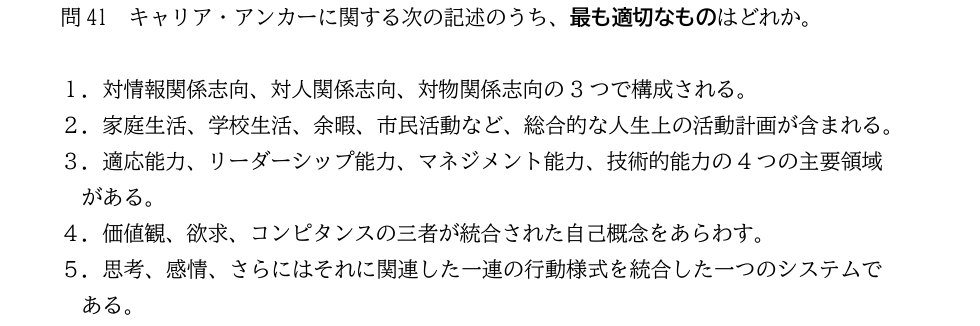 問 41　キャリア・アンカーに関する次の記述のうち、最も適切なものはどれか。
１．対情報関係志向、対人関係志向、対物関係志向の 3 つで構成される。
２．家庭生活、学校生活、余暇、市民活動など、総合的な人生上の活動計画が含まれる。
３．適応能力、リーダーシップ能力、マネジメント能力、技術的能力の 4 つの主要領域
がある。
４．価値観、欲求、コンピタンスの三者が統合された自己概念をあらわす。
５．思考、感情、さらにはそれに関連した一連の行動様式を統合した一つのシステムで
ある。